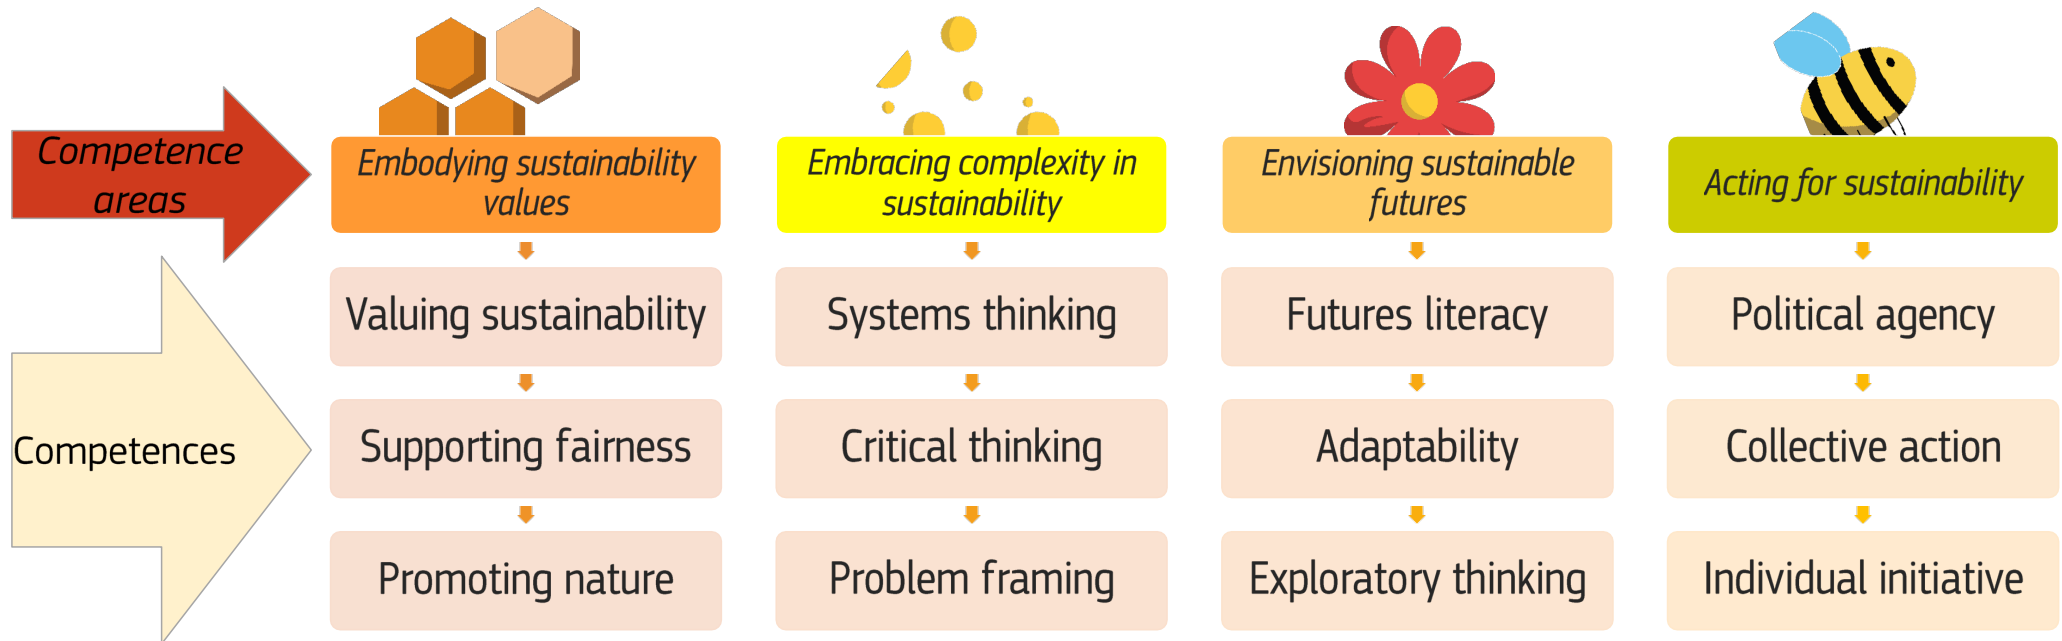 Competence
areas
Embodying sustainability
values
Embracing complexity in
sustainability
Envisioning sustainable
futures
Acting for sustainability
Competences
Valuing sustainability
Systems thinking
Futures literacy
Political agency
Supporting fairness
Critical thinking
Adaptability
Collective action
Promoting nature
Problem framing
Exploratory thinking
Individual initiative